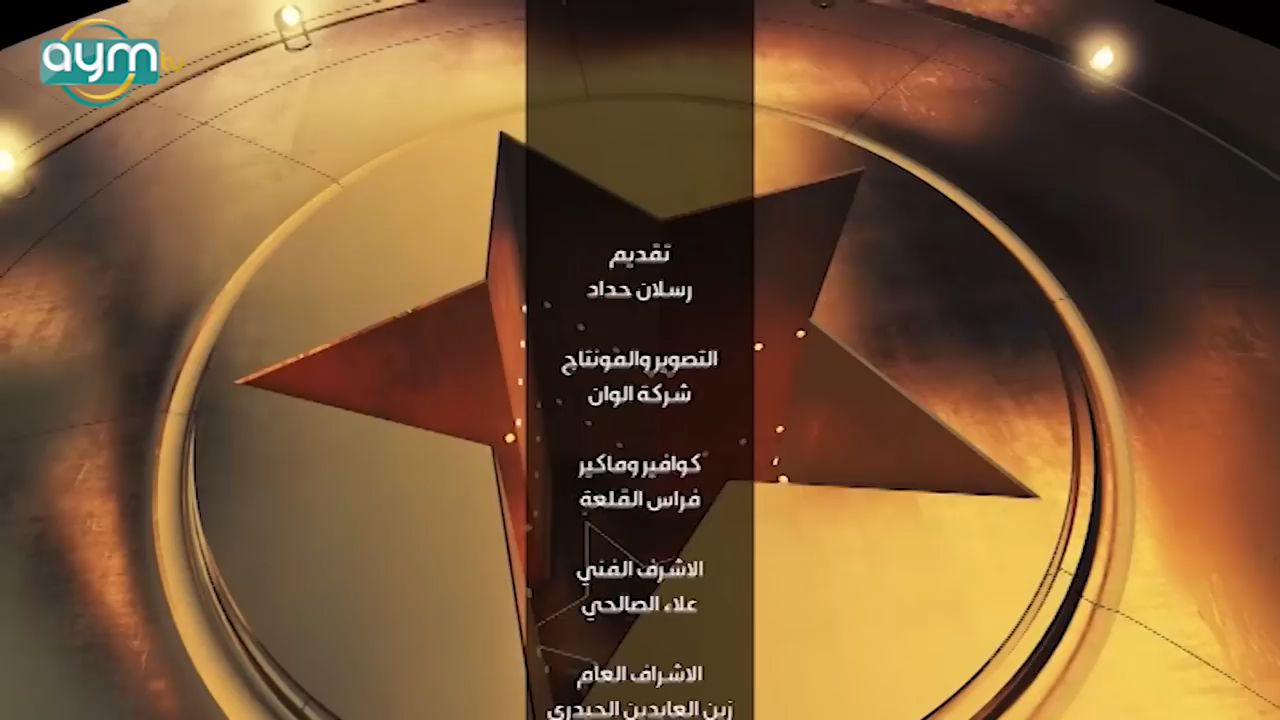 aym tv
تقديم
رسلان حداد
التصوير والمونتاج
شركة الوان
كوافير وماكير
فراس القلعة
الاشرف الفني
علاء الصالحي
الاشراف العام
زين العابدين الحيدري